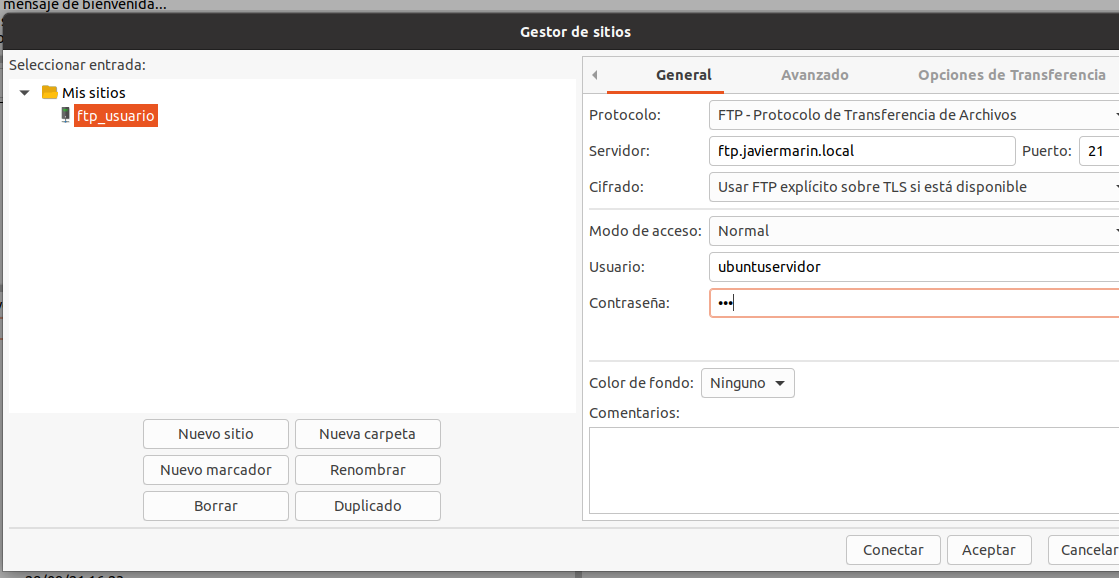 mensaje de bienvenida...
Gestor de sitios
Seleccionar entrada:
Mis sitios
ftp_usuario
General Avanzado Opciones de Transferencia
Protocolo: FTP - Protocolo de Transferencia de Archivos
Servidor: ftp.javiermarin.local Puerto: 21
Cifrado: Usar FTP explícito sobre TLS si está disponible
Modo de acceso: Normal
Usuario: ubuntuservidor
Contraseña: •••
Color de fondo: Ninguno
Comentarios:
Nuevo sitio Nueva carpeta
Nuevo marcador Renombrar
Borrar Duplicado
Conectar Aceptar Cancelar